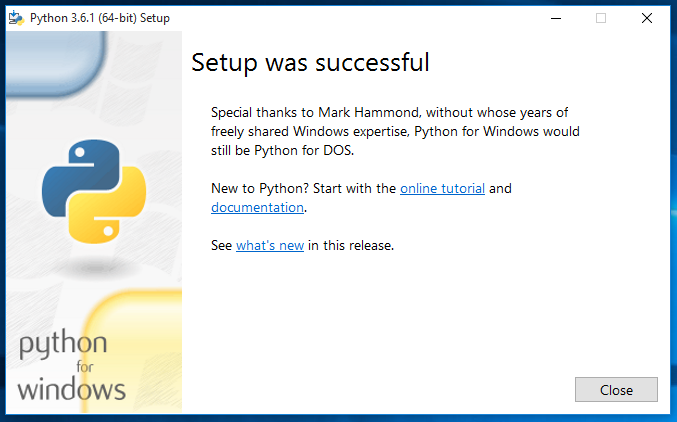 Python 3.6.1 (64-bit) Setup
Setup was successful
Special thanks to Mark Hammond, without whose years of
freely shared Windows expertise, Python for Windows would
still be Python for DOS.
New to Python? Start with the online tutorial and
documentation.
See what's new in this release.
python
for
windows
Close